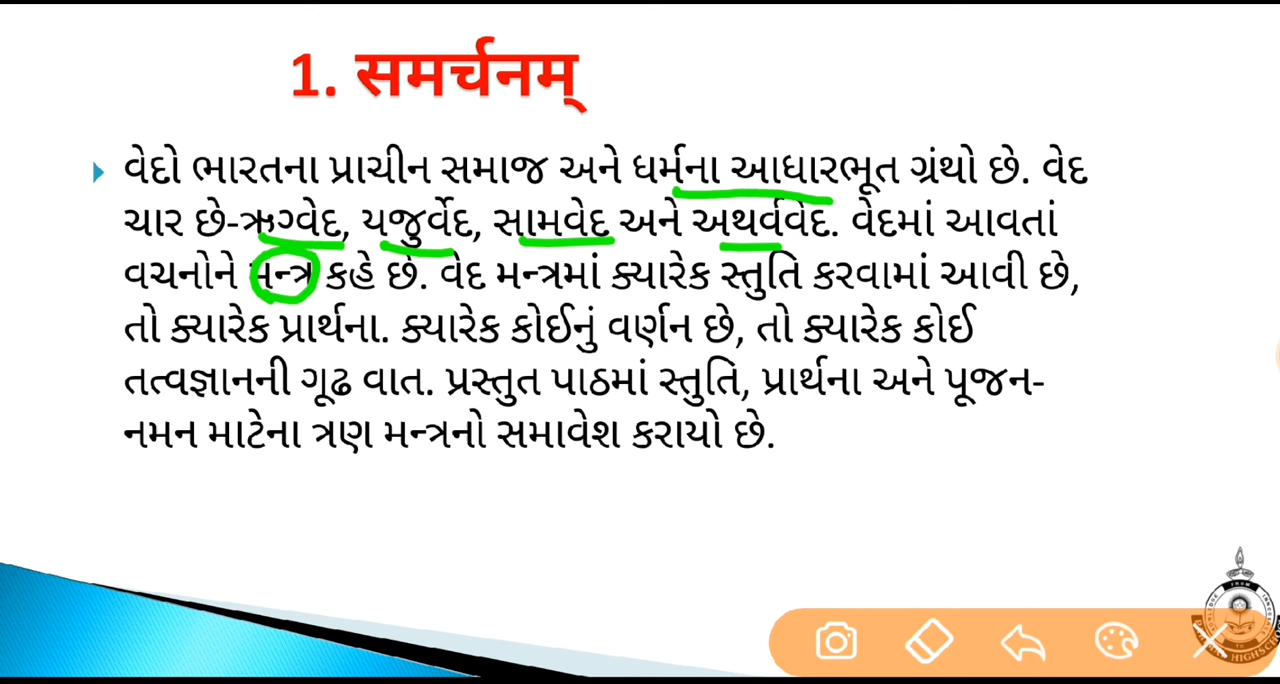 1. સમર્ચનમ્
વેદો ભારતના પ્રાચીન સમાજ અને ધર્મના આધારભૂત ગ્રંથો છે. વેદ
ચાર છે-ઋગ્વેદ, યજુર્વેદ, સામવેદ અને અથર્વવેદ. વેદમાં આવતાં
વચનોને મન્ત્ર કહે છે. વેદ મન્ત્રમાં ક્યારેક સ્તુતિ કરવામાં આવી છે,
તો ક્યારેક પ્રાર્થના. ક્યારેક કોઈનું વર્ણન છે, તો ક્યારેક કોઈ
તત્વજ્ઞાનની ગૂઢ વાત. પ્રસ્તુત પાઠમાં સ્તુતિ, પ્રાર્થના અને પૂજન-
નમન માટેના ત્રણ મન્ત્રનો સમાવેશ કરાયો છે.